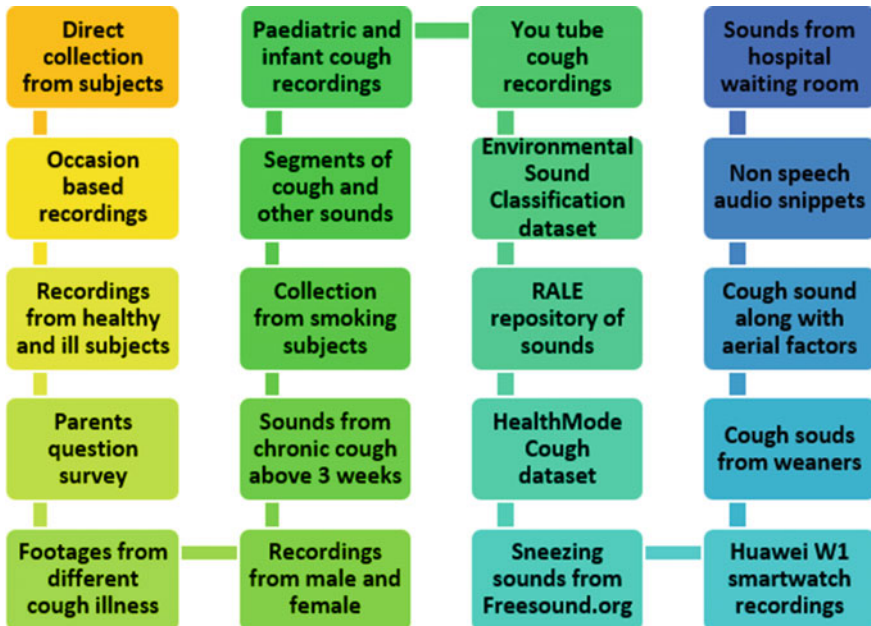 Direct
collection
from subjects
Occasion
based
recordings
Recordings
from healthy
and ill subjects
Parents
question
survey
Footages from
different
cough illness
Recordings
from male and
female
Sounds from
chronic cough
above 3 weeks
Collection
from smoking
subjects
Segments of
cough and
other sounds
Paediatric and
infant cough
recordings
You tube
cough
recordings
Environmental
Sound
Classification
dataset
RALE
repository of
sounds
HealthMode
Cough
dataset
Sneezing
sounds from
Freesound.org
Huawei W1
smartwatch
recordings
Cough souds
from weaners
Cough sound
along with
aerial factors
Non speech
audio snippets
Sounds from
hospital
waiting room